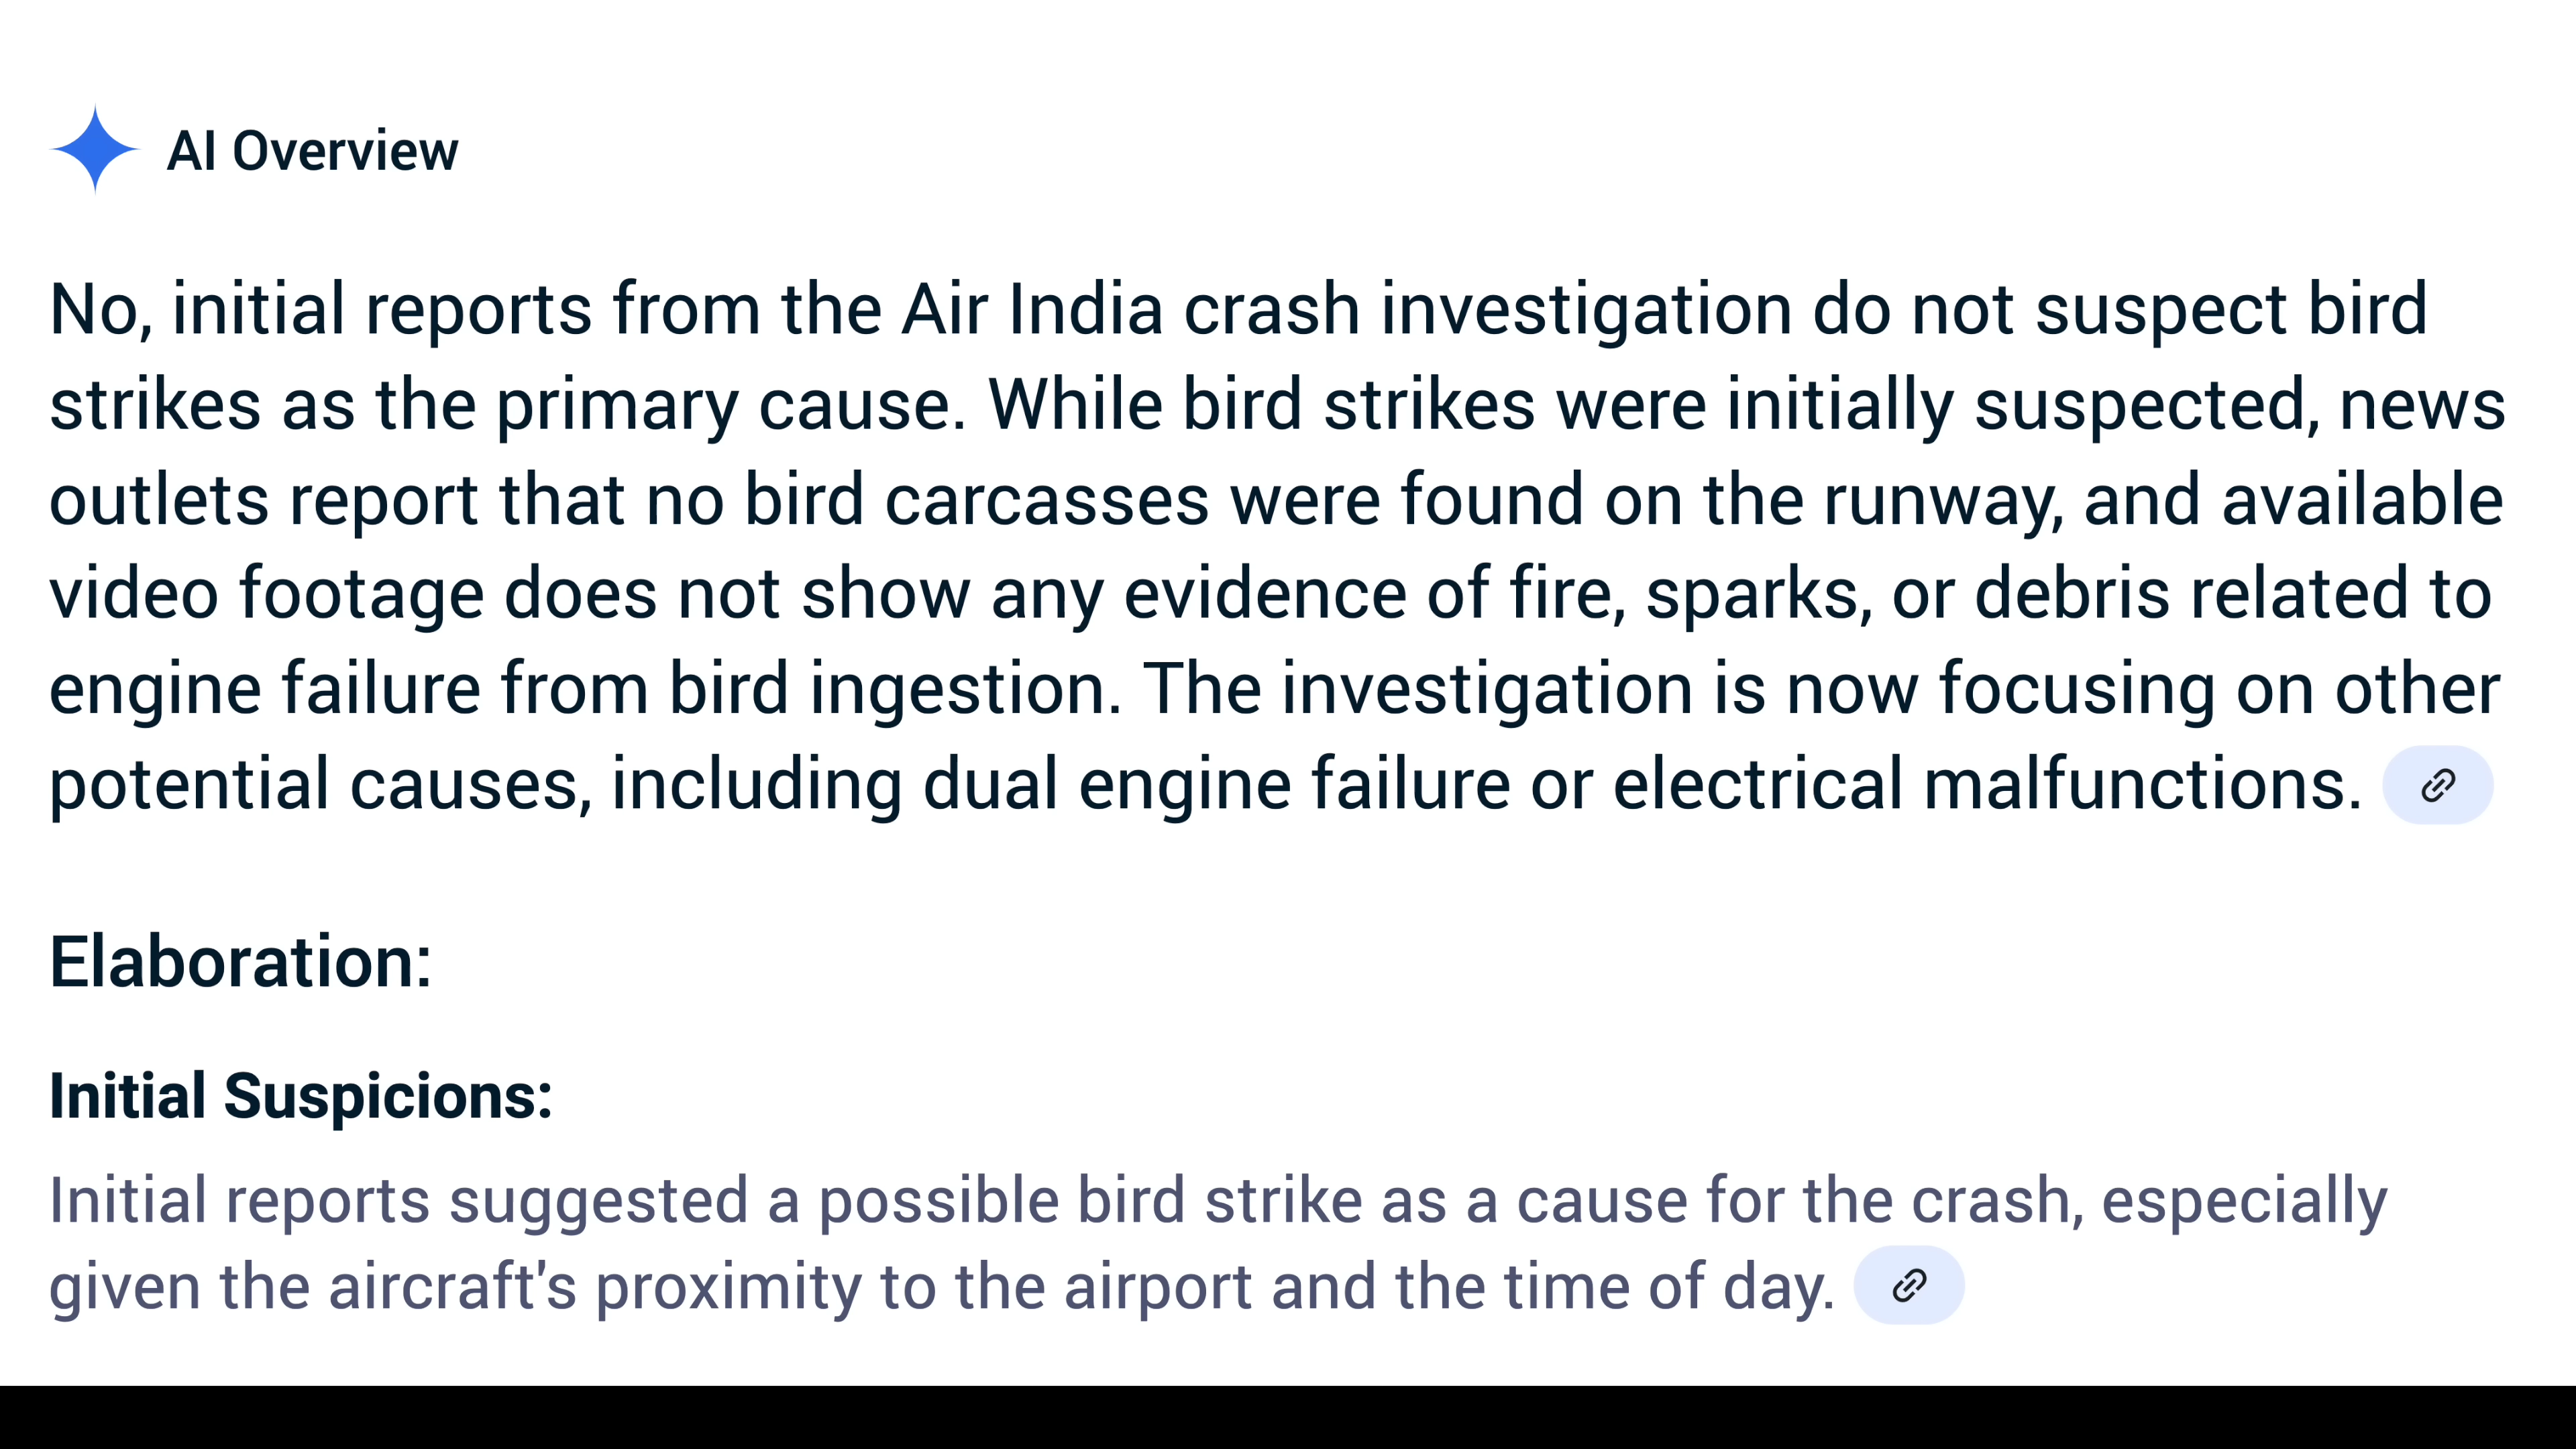 AI Overview
No, initial reports from the Air India crash investigation do not suspect bird
strikes as the primary cause. While bird strikes were initially suspected, news
outlets report that no bird carcasses were found on the runway, and available
video footage does not show any evidence of fire, sparks, or debris related to
engine failure from bird ingestion. The investigation is now focusing on other
potential causes, including dual engine failure or electrical malfunctions.
Elaboration:
Initial Suspicions:
Initial reports suggested a possible bird strike as a cause for the crash, especially
given the aircraft's proximity to the airport and the time of day.